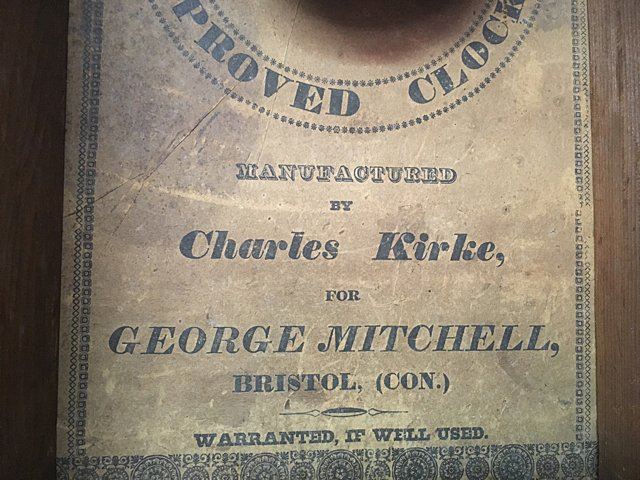 PROVED CLOCK
MANUFACTURED
BY
Charles Kirke,
FOR
GEORGE MITCHELL,
BRISTOL, (CON.)
WARRANTED, IF WELL USED.